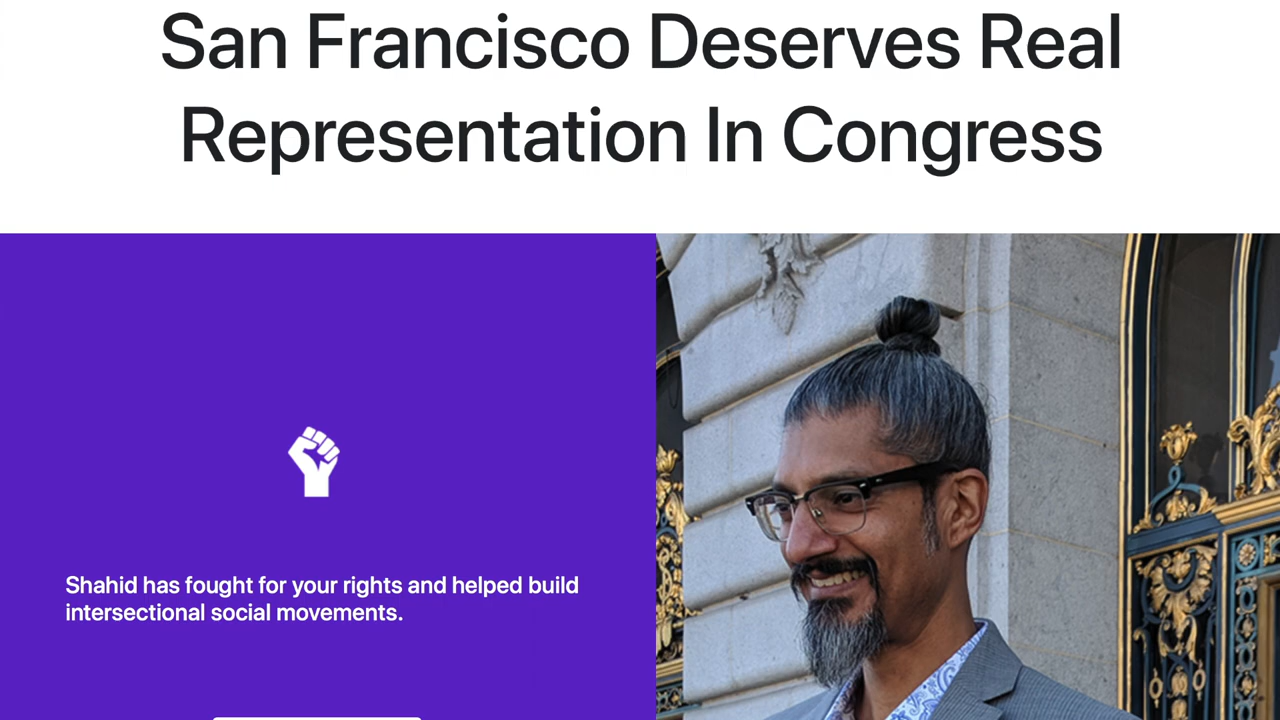 San Francisco Deserves Real
Representation In Congress
Shahid has fought for your rights and helped build
intersectional social movements.